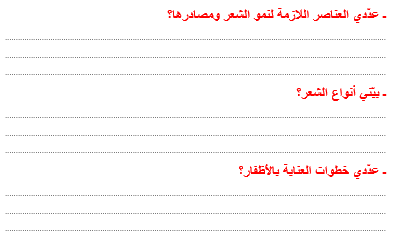 - عدّدي العناصر اللازمة لنمو الشعر ومصادرها؟
- بيّني أنواع الشعر؟
- عدّدي خطوات العناية بالأظفار؟